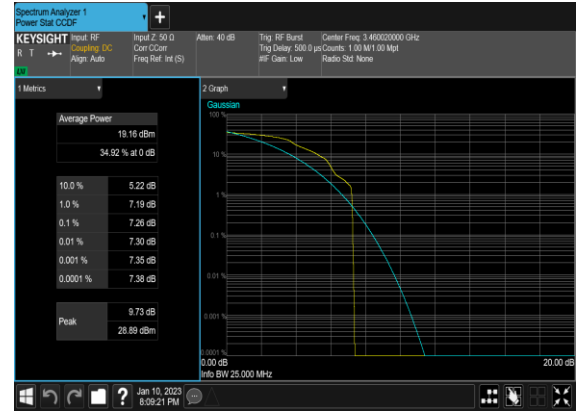 Spectrum Analyzer 1
Power Stat CCDF
+
KEYSIGHT
R T
LU
Input: RF
Coupling: DC
Align: Auto
Input Z: 50 Ω
Corr CCorr
Freq Ref: Int (S)
Atten: 40 dB
Trig: RF Burst
Trig Delay: 500.0 µs
#IF Gain: Low
Center Freq: 3.460020000 GHz
Counts: 1.00 M/1.00 Mpt
Radio Std: None
1 Metrics
Average Power
19.16 dBm
34.92 % at 0 dB
10.0 % 5.22 dB
1.0 % 7.19 dB
0.1 % 7.26 dB
0.01 % 7.30 dB
0.001 % 7.35 dB
0.0001 % 7.38 dB
Peak
9.73 dB
28.89 dBm
2 Graph
Gaussian
100 %
10 %
1 %
0.1 %
0.01 %
0.001 %
0.0001 %
0.00 dB
20.00 dB
Info BW 25.000 MHz
?
Jan 10, 2023
8:09:21 PM